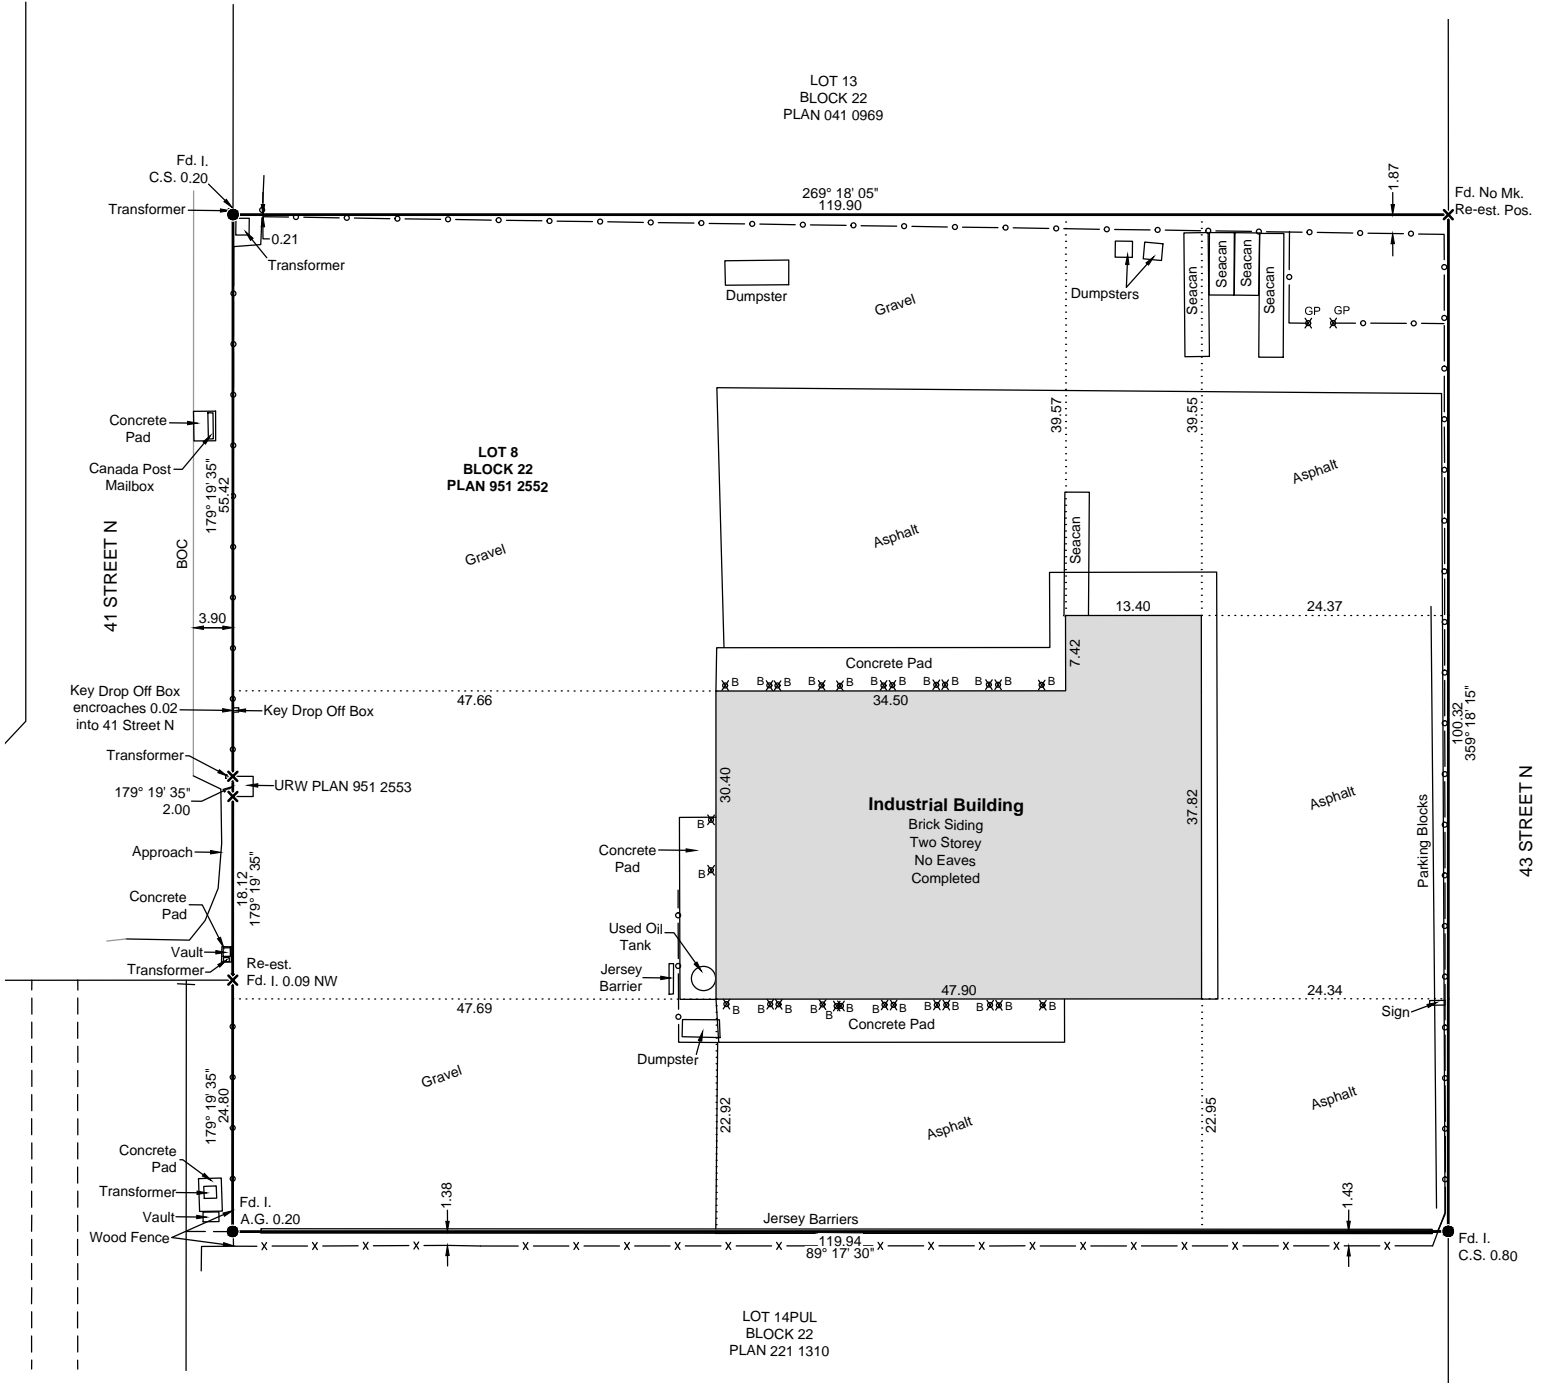 LOT 13
BLOCK 22
PLAN 041 0969
Fd. I.
C.S. 0.20
Transformer
269° 18' 05"
119.90
1.87
Fd. No Mk.
Re-est. Pos.
0.21
Transformer
Dumpster
Gravel
Dumpsters
Seacan
Seacan
Seacan
Seacan
GP
GP
Concrete
Pad
Canada Post
Mailbox
179° 19' 35"
55.42
LOT 8
BLOCK 22
PLAN 951 2552
39.57
39.55
Asphalt
41 STREET N
BOC
Gravel
Asphalt
Seacan
3.90
13.40
24.37
Concrete Pad
7.42
B
B
B
B
B
B
B
Key Drop Off Box
encroaches 0.02
into 41 Street N
Key Drop Off Box
47.66
34.50
100.32
359° 18' 15"
Transformer
URW PLAN 951 2553
179° 19' 35"
2.00
30.40
Industrial Building
Brick Siding
Two Storey
No Eaves
Completed
37.82
Asphalt
Parking Blocks
43 STREET N
Approach
18.12
179° 19' 35"
Concrete
Pad
B
B
Concrete
Pad
Vault
Transformer
Re-est.
Fd. I. 0.09 NW
Used Oil
Tank
Jersey
Barrier
47.69
47.90
24.34
B
B
B
B
B
B
B
B
Concrete Pad
Sign
Dumpster
Gravel
179° 19' 35"
24.80
22.92
Asphalt
22.95
Asphalt
Concrete
Pad
Transformer
Vault
Wood Fence
Fd. I.
A.G. 0.20
1.38
Jersey Barriers
1.43
119.94
89° 17' 30"
Fd. I.
C.S. 0.80
LOT 14PUL
BLOCK 22
PLAN 221 1310